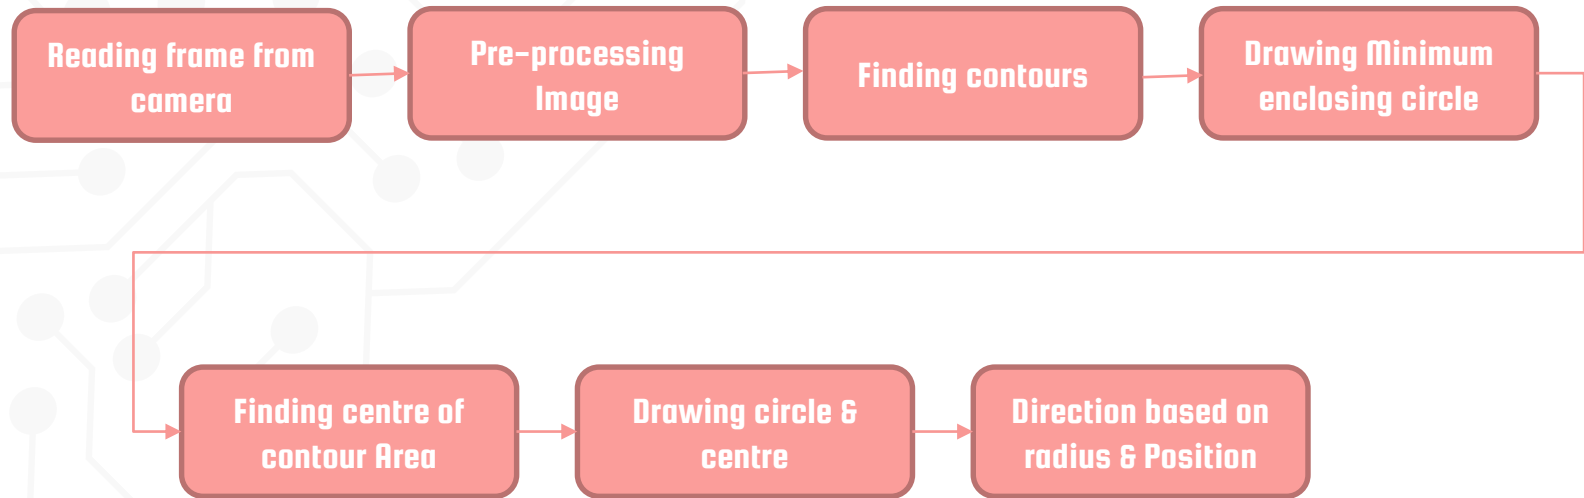 Reading frame from
camera
Pre-processing
Image
Finding contours
Drawing Minimum
enclosing circle
Finding centre of
contour Area
Drawing circle &
centre
Direction based on
radius & Position